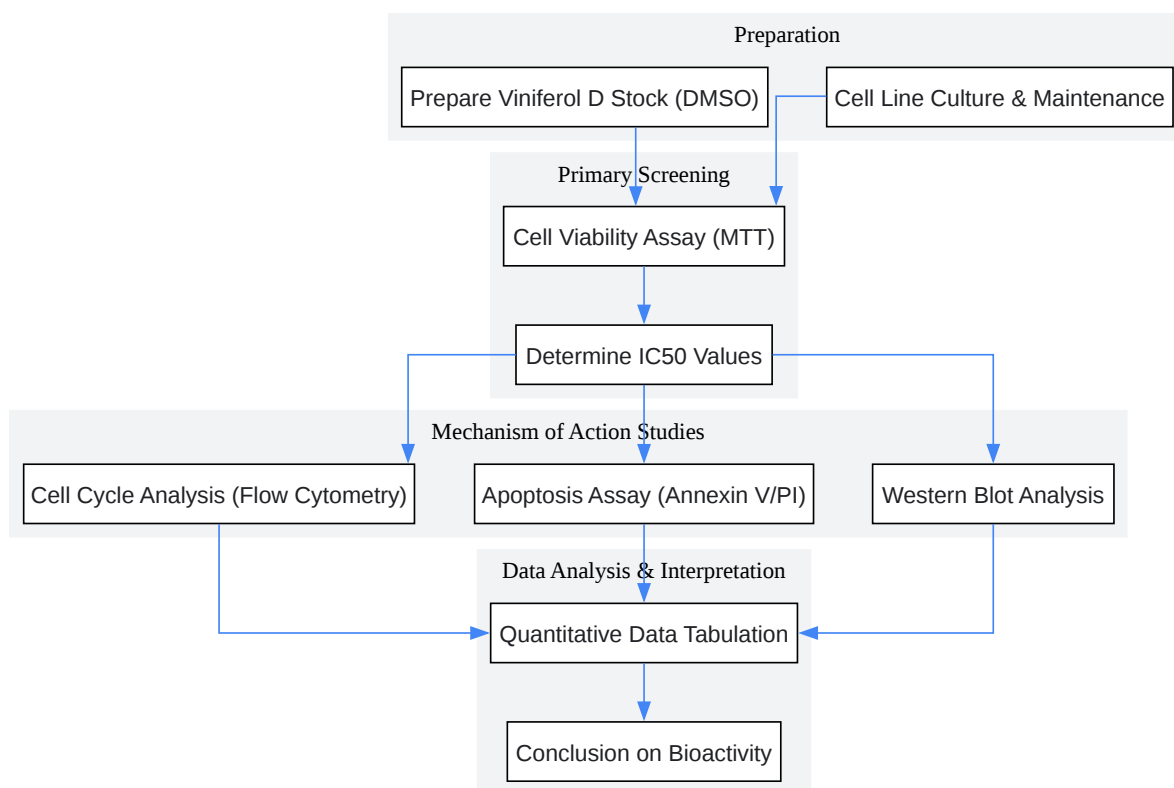 Preparation
Prepare Viniferol D Stock (DMSO)
Cell Line Culture & Maintenance
Primary Screening
Cell Viability Assay (MTT)
Determine IC50 Values
Mechanism of Action Studies
Cell Cycle Analysis (Flow Cytometry)
Apoptosis Assay (Annexin V/PI)
Western Blot Analysis
Data Analysis & Interpretation
Quantitative Data Tabulation
Conclusion on Bioactivity